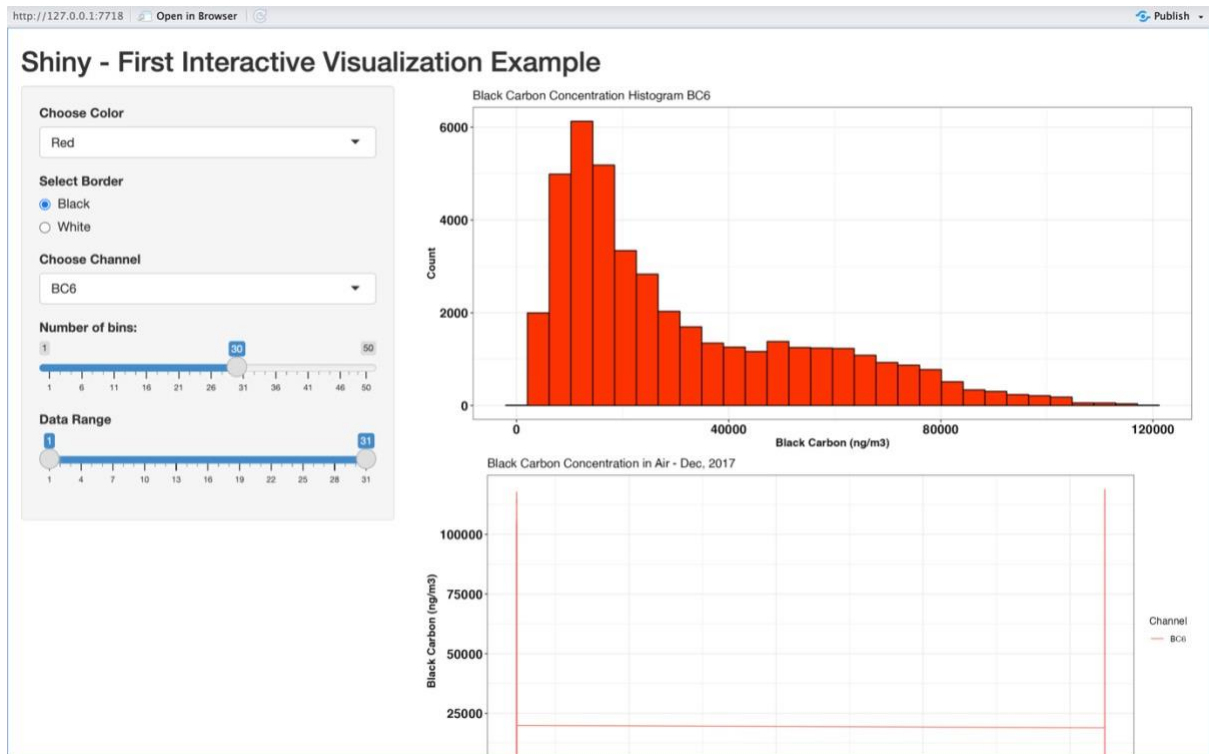 http://127.0.0.1:7718
Open in Browser
Publish
Shiny - First Interactive Visualization Example
Choose Color
Red
Select Border
Black
White
Choose Channel
BC6
Number of bins:
1 30 50
1 6 11 16 21 26 31 36 41 46 50
Data Range
1 31
1 4 7 10 13 16 19 22 25 28 31
Black Carbon Concentration Histogram BC6
6000
4000
2000
0
Count
0 40000 80000 120000
Black Carbon (ng/m3)
Black Carbon Concentration in Air - Dec, 2017
100000
75000
50000
25000
Black Carbon (ng/m3)
Channel
BC6